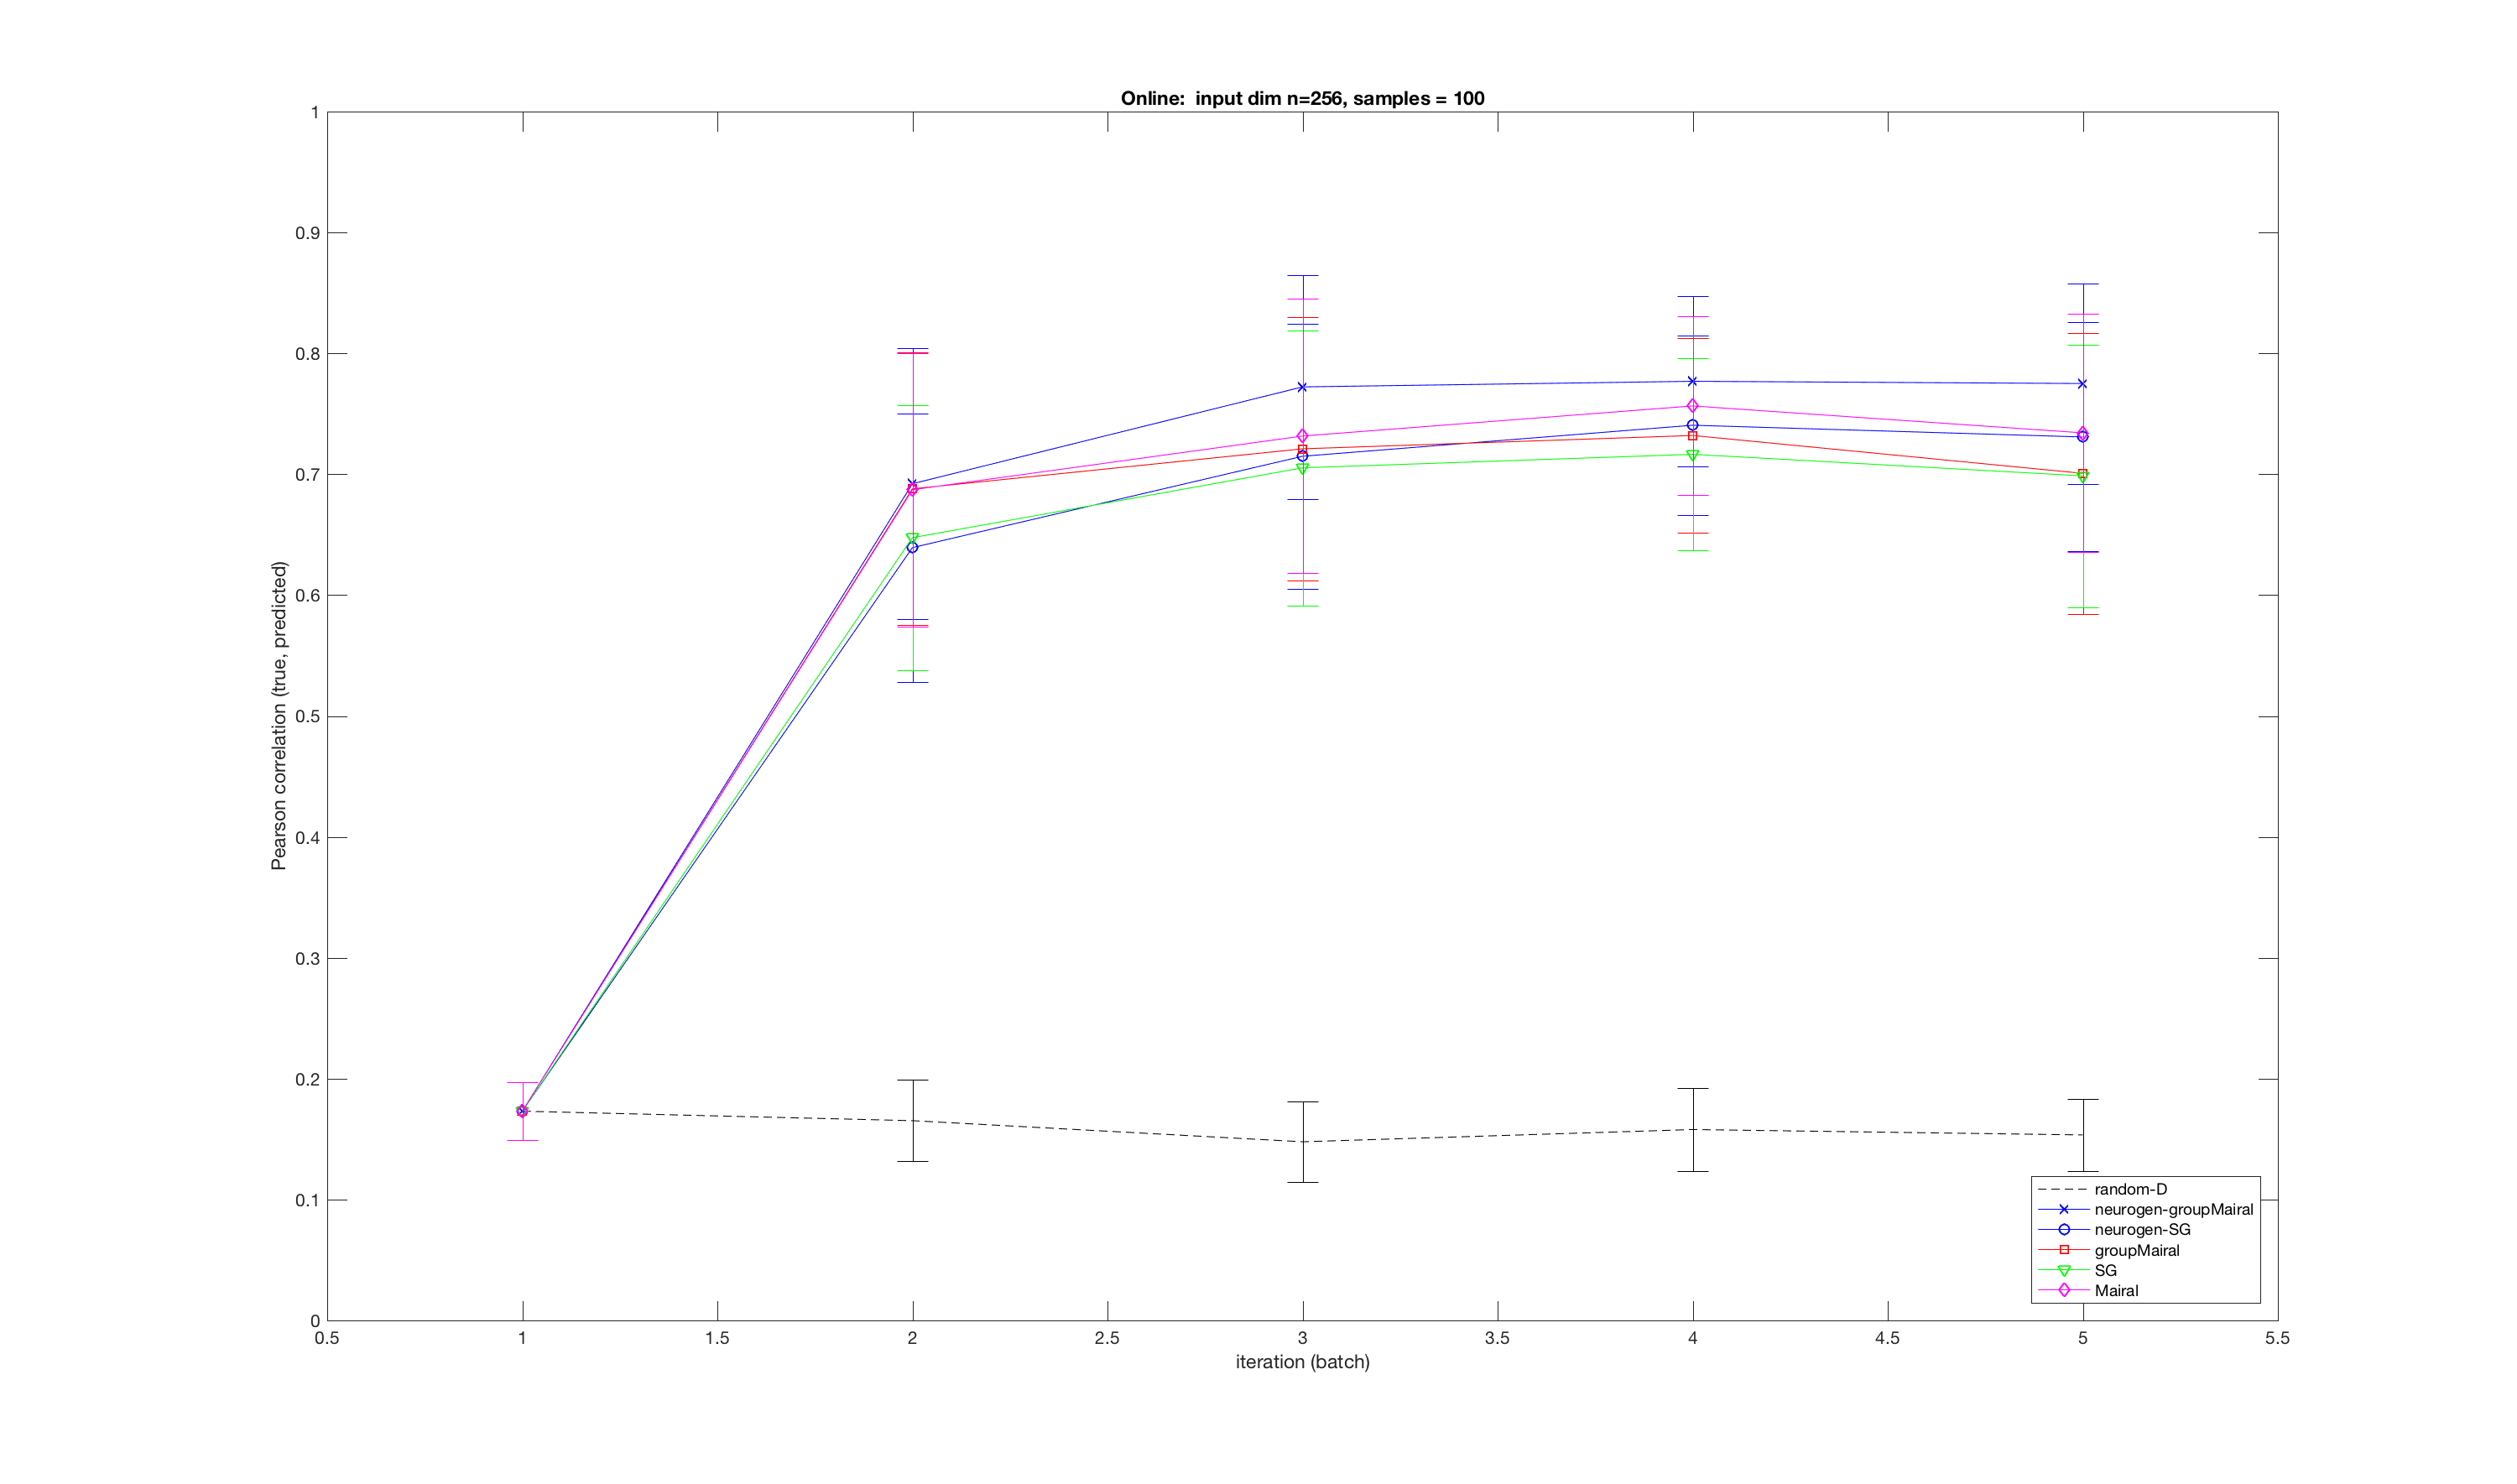 Online:  input dim n=256, samples = 100
1
0.9
0.8
0.7
0.6
0.5
0.4
0.3
0.2
0.1
0
Pearson correlation (true, predicted)
random-D
neurogen-groupMairal
neurogen-SG
groupMairal
SG
Mairal
0.5 1 1.5 2 2.5 3 3.5 4 4.5 5 5.5
iteration (batch)